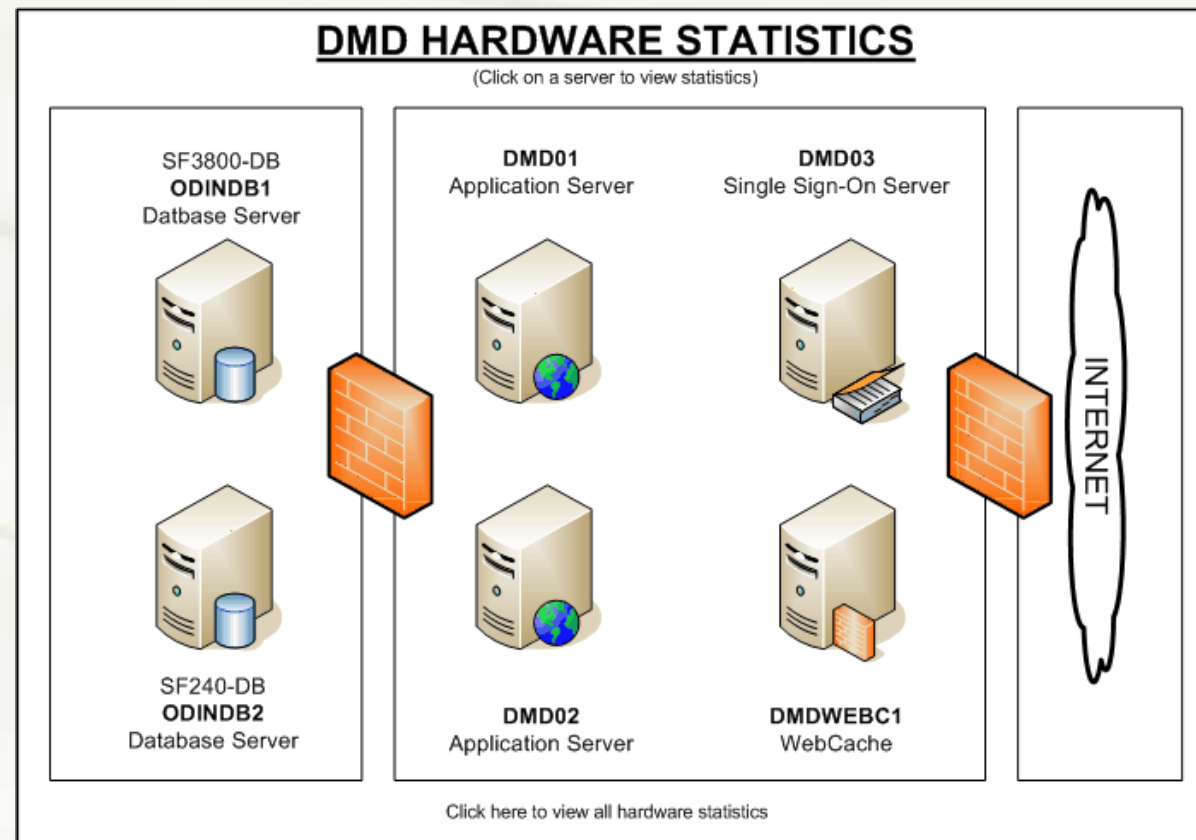 DMD HARDWARE STATISTICS
(Click on a server to view statistics)
SF3800-DB
ODINDB1
Datbase Server
DMD01
Application Server
DMD03
Single Sign-On Server
INTERNET
SF240-DB
ODINDB2
Database Server
DMD02
Application Server
DMDWEBC1
WebCache
Click here to view all hardware statistics